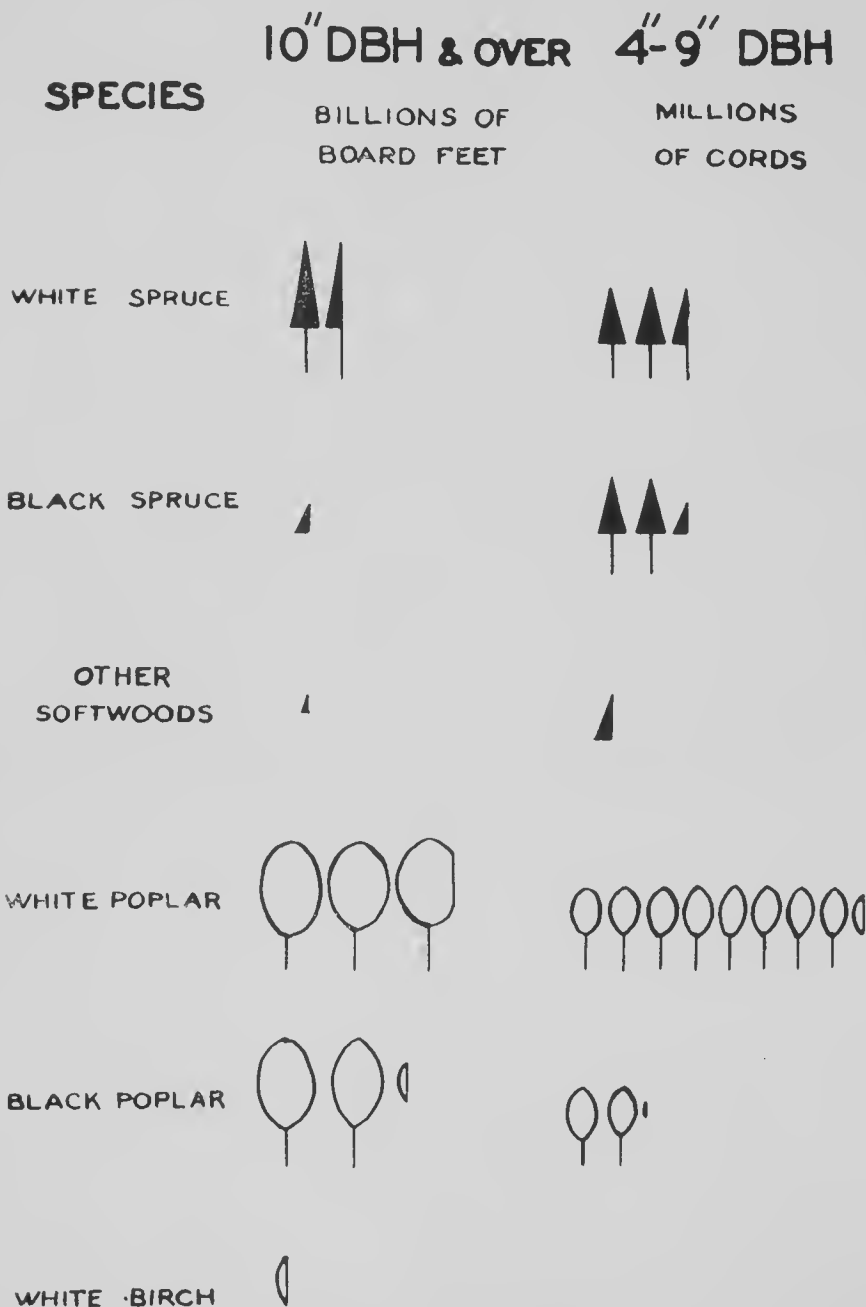 10" DBH & OVER 4"-9" DBH
SPECIES
BILLIONS OF
BOARD FEET
MILLIONS
OF CORDS
WHITE SPRUCE
BLACK SPRUCE
OTHER
SOFTWOODS
WHITE POPLAR
BLACK POPLAR
WHITE BIRCH